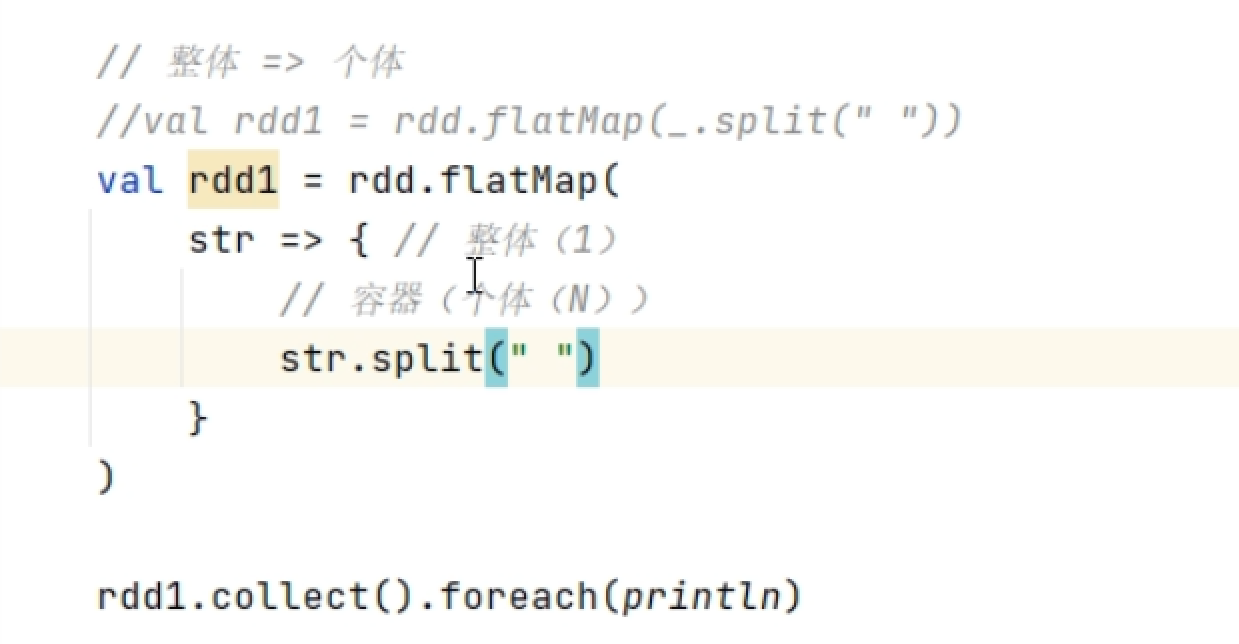 // 整体 => 个体
//val rdd1 = rdd.flatMap(_.split(" "))
val rdd1 = rdd.flatMap(
str => { // 整体（1）
// 容器（个体（N））
str.split(" ")
}
)
rdd1.collect().foreach(println)